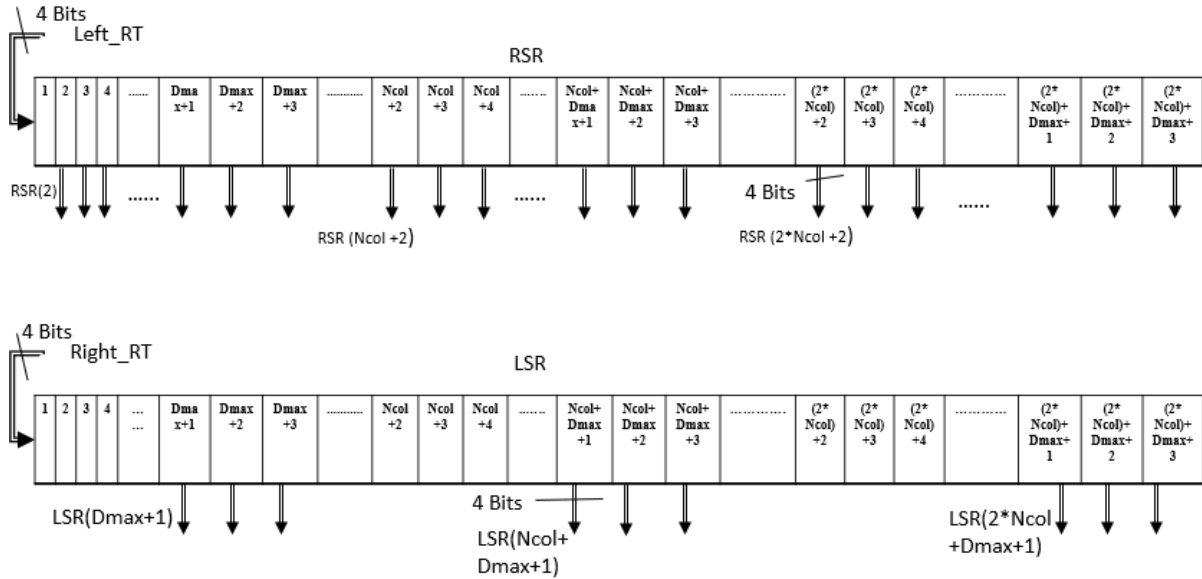 4 Bits
Left_RT
RSR
1 2 3 4 ...... Dma Dmax Dmax ........... Ncol Ncol Ncol ....... Ncol+ Ncol+ Ncol+ ............. (2* (2* (2* ............ (2* (2* (2*
x+1 +2 +3 +2 +3 +4 Dma Dmax+ Dmax+ Ncol) Ncol) Ncol) Ncol)+ Ncol)+ Ncol)+
x+1 2 3 +2 +3 +4 Dmax+ Dmax+ Dmax+
1 2 3
RSR(2) ...... ...... 4 Bits ......
RSR (Ncol +2) RSR (2*Ncol +2)
4 Bits
Right_RT
LSR
1 2 3 4 ... Dma Dmax Dmax ........... Ncol Ncol Ncol ....... Ncol+ Ncol+ Ncol+ ............. (2* (2* (2* ............. (2* (2* (2*
... x+1 +2 +3 +2 +3 +4 Dmax Dmax+ Dmax Ncol) Ncol) Ncol) Ncol)+ Ncol)+ Ncol)+
+1 2 +3 +2 +3 +4 Dmax+ Dmax+ Dmax+
1 2 3
4 Bits
LSR(Dmax+1) LSR(Ncol+ LSR(2*Ncol
Dmax+1) +Dmax+1)